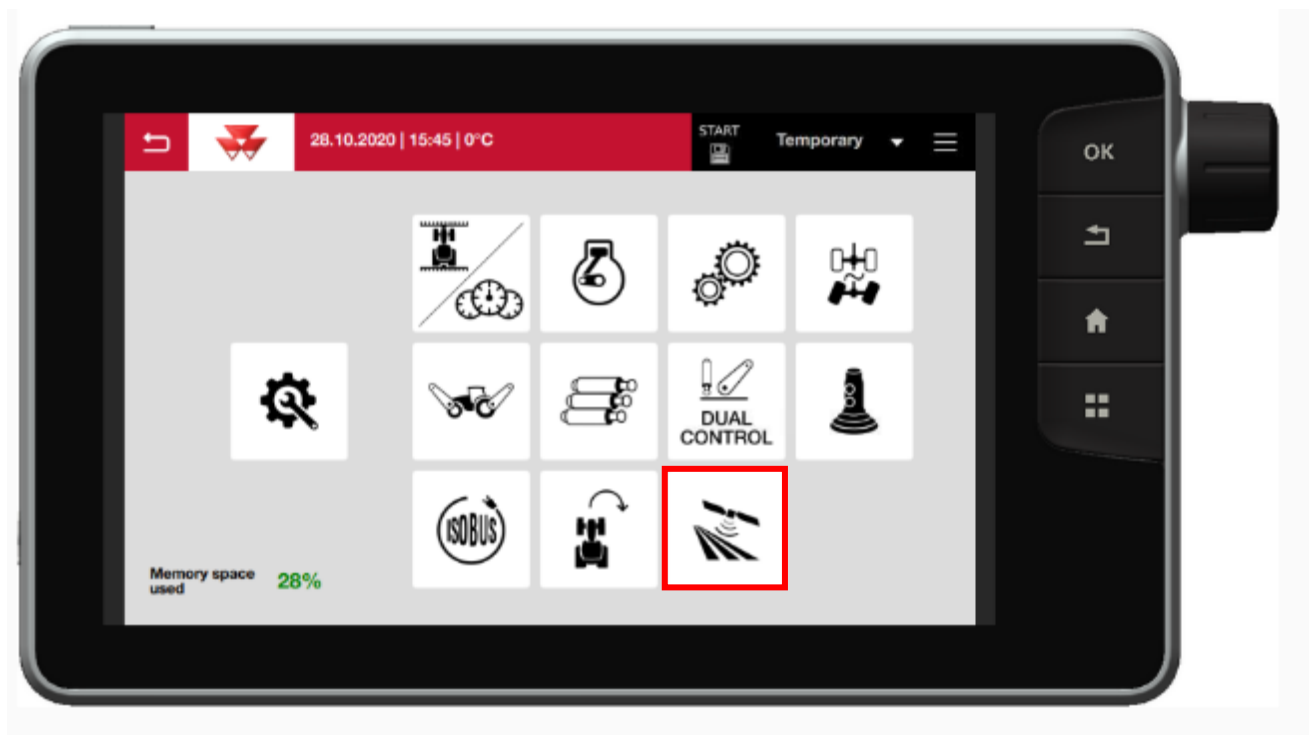 28.10.2020 | 15:45 | 0°C
START
Temporary
OK
DUAL
CONTROL
ISOBUS
Memory space
used
28%